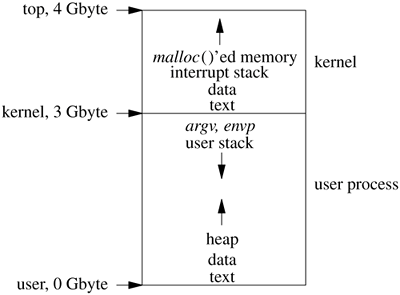 top, 4 Gbyte
malloc()'ed memory
interrupt stack
data
text
kernel
kernel, 3 Gbyte
argv, envp
user stack
user process
heap
data
text
user, 0 Gbyte